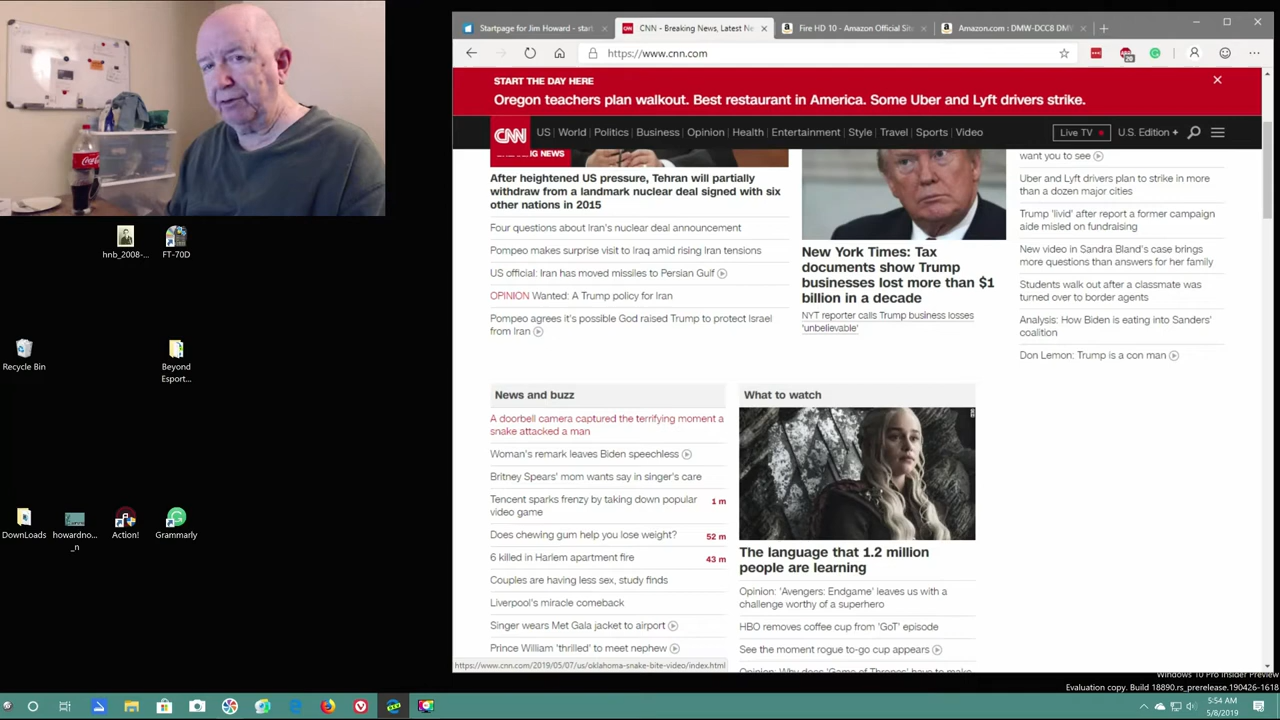 Startpage for Jim Howard - start
CNN - Breaking News, Latest Ne
Fire HD 10 - Amazon Official Sit
Amazon.com : DMW-DCC8 DMW
https://www.cnn.com
20
START THE DAY HERE
Oregon teachers plan walkout. Best restaurant in America. Some Uber and Lyft drivers strike.
CNN
US World Politics Business Opinion Health Entertainment Style Travel Sports Video
Live TV
U.S. Edition +
BREAKING NEWS
After heightened US pressure, Tehran will partially
withdraw from a landmark nuclear deal signed with six
other nations in 2015
Four questions about Iran's nuclear deal announcement
Pompeo makes surprise visit to Iraq amid rising Iran tensions
US official: Iran has moved missiles to Persian Gulf
OPINION Wanted: A Trump policy for Iran
Pompeo agrees it's possible God raised Trump to protect Israel
from Iran
New York Times: Tax
documents show Trump
businesses lost more than $1
billion in a decade
NYT reporter calls Trump business losses
'unbelievable'
want you to see
Uber and Lyft drivers plan to strike in more
than a dozen major cities
Trump 'livid' after report a former campaign
aide misled on fundraising
New video in Sandra Bland's case brings
more questions than answers for her family
Students walk out after a classmate was
turned over to border agents
Analysis: How Biden is eating into Sanders'
coalition
Don Lemon: Trump is a con man
News and buzz
A doorbell camera captured the terrifying moment a
snake attacked a man
Woman's remark leaves Biden speechless
Britney Spears' mom wants say in singer's care
Tencent sparks frenzy by taking down popular
video game
1 m
Does chewing gum help you lose weight?
52 m
6 killed in Harlem apartment fire
43 m
Couples are having less sex, study finds
Liverpool's miracle comeback
Singer wears Met Gala jacket to airport
Prince William 'thrilled' to meet nephew
What to watch
The language that 1.2 million
people are learning
Opinion: 'Avengers: Endgame' leaves us with a
challenge worthy of a superhero
HBO removes coffee cup from 'GoT' episode
See the moment rogue to-go cup appears
Opinion: Why does 'Game of Thrones' have to make
https://www.cnn.com/2019/05/07/us/oklahoma-snake-bite-video/index.html
Coca-Cola
hnb_2008-...
FT-70D
Recycle Bin
Beyond
Esport...
DownLoads
howardno...
_n
Action!
Grammarly
Windows 10 Pro Insider Preview
Evaluation copy. Build 18890.rs_prerelease.190426-1618
5:54 AM
5/8/2019